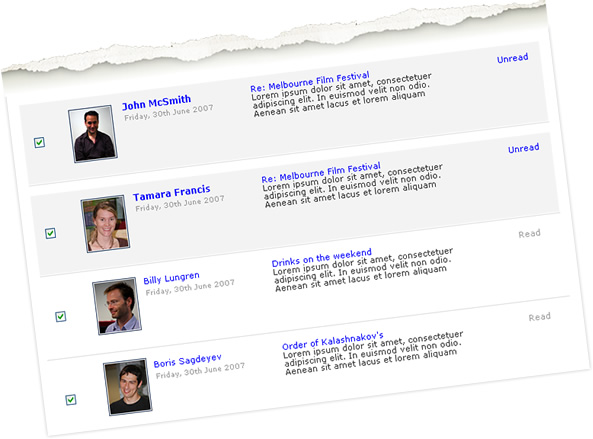 John McSmith
Friday, 30th June 2007
Re: Melbourne Film Festival
Lorem ipsum dolor sit amet, consectetuer
adipiscing elit. In euismod velit non odio.
Aenean sit amet lacus et lorem aliquam
Unread
Tamara Francis
Friday, 30th June 2007
Re: Melbourne Film Festival
Lorem ipsum dolor sit amet, consectetuer
adipiscing elit. In euismod velit non odio.
Aenean sit amet lacus et lorem aliquam
Unread
Billy Lungren
Friday, 30th June 2007
Drinks on the weekend
Lorem ipsum dolor sit amet, consectetuer
adipiscing elit. In euismod velit non odio.
Aenean sit amet lacus et lorem aliquam
Read
Boris Sagdeyev
Friday, 30th June 2007
Order of Kalashnakov's
Lorem ipsum dolor sit amet, consectetuer
adipiscing elit. In euismod velit non odio.
Aenean sit amet lacus et lorem aliquam
Read